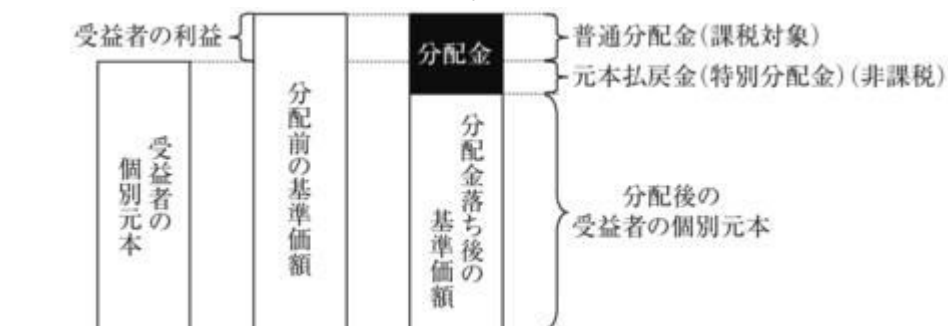 受益者の利益
分配金
普通分配金(課税対象)
元本払戻金(特別分配金)(非課税)
受益者の
個別元本
分配前の基準価額
分配金落ち後の
基準価額
分配後の
受益者の個別元本